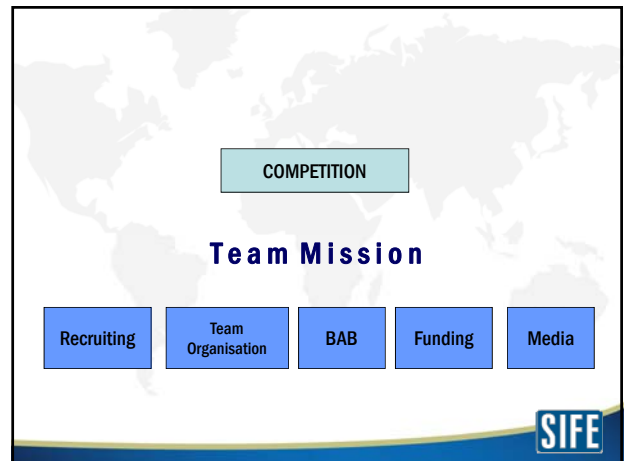 COMPETITION
Team Mission
Recruiting
Team
Organisation
BAB
Funding
Media
SIFE